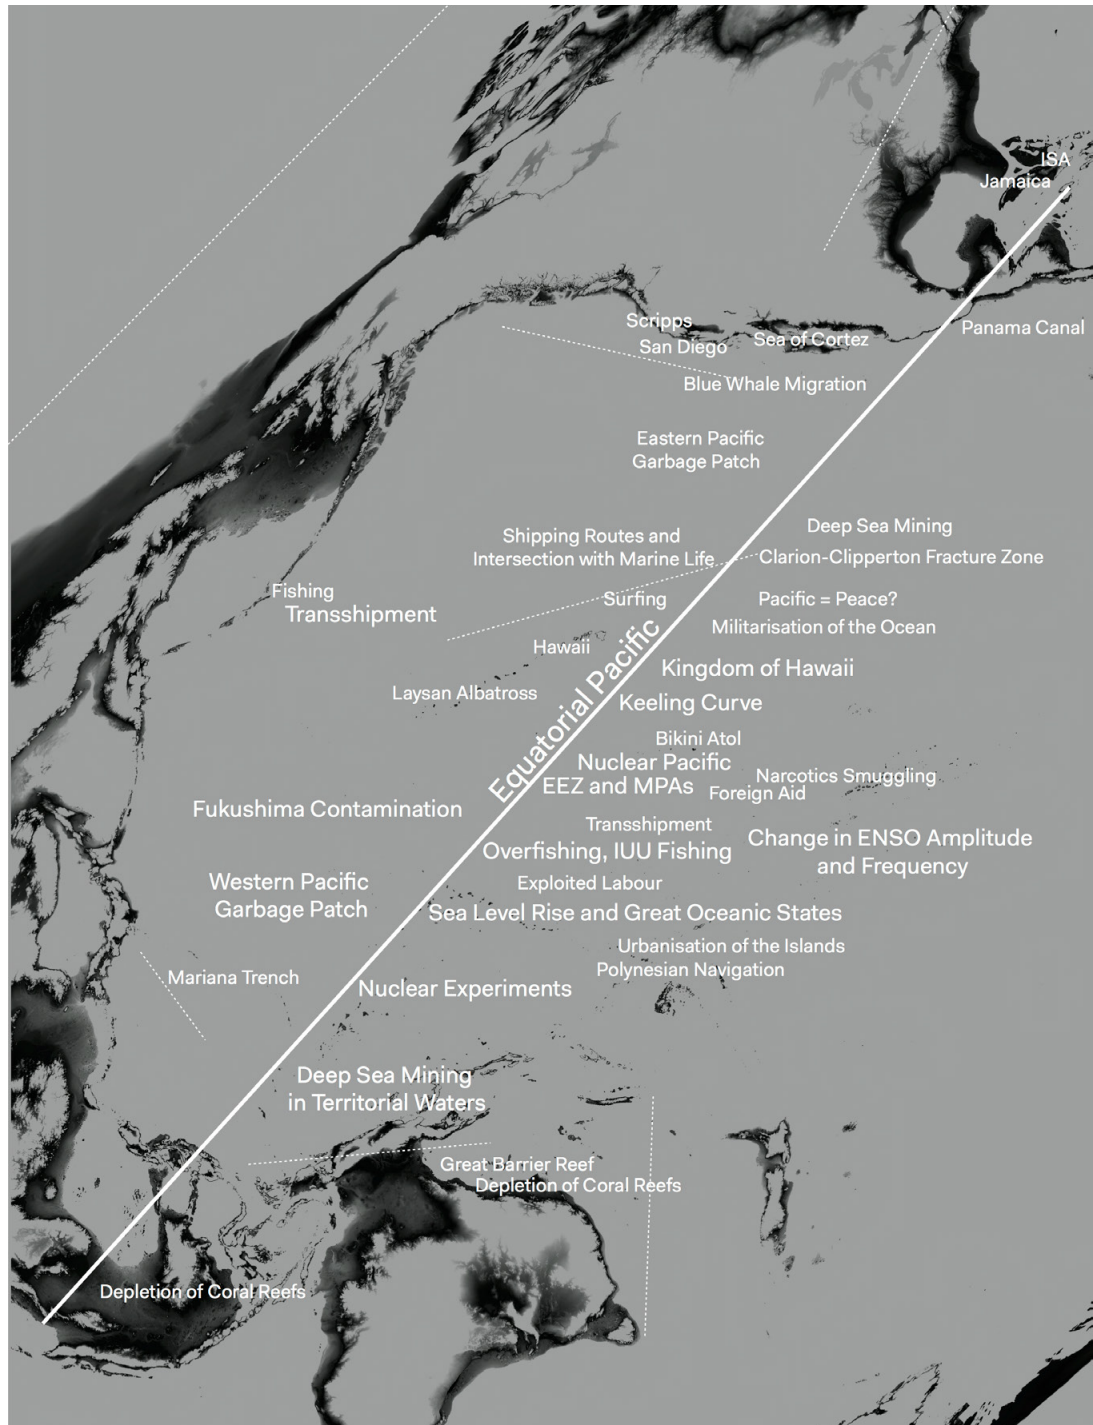 ISA
Jamaica
Panama Canal
Scripps
San Diego
Sea of Cortez
Blue Whale Migration
Eastern Pacific
Garbage Patch
Deep Sea Mining
Clarion-Clipperton Fracture Zone
Shipping Routes and
Intersection with Marine Life
Fishing
Transshipment
Surfing
Pacific = Peace?
Militarisation of the Ocean
Hawaii
Kingdom of Hawaii
Laysan Albatross
Keeling Curve
Equatorial Pacific
Bikini Atol
Nuclear Pacific
EEZ and MPAs
Narcotics Smuggling
Foreign Aid
Fukushima Contamination
Transshipment
Overfishing, IUU Fishing
Change in ENSO Amplitude
and Frequency
Western Pacific
Garbage Patch
Exploited Labour
Sea Level Rise and Great Oceanic States
Urbanisation of the Islands
Polynesian Navigation
Mariana Trench
Nuclear Experiments
Deep Sea Mining
in Territorial Waters
Great Barrier Reef
Depletion of Coral Reefs
Depletion of Coral Reefs